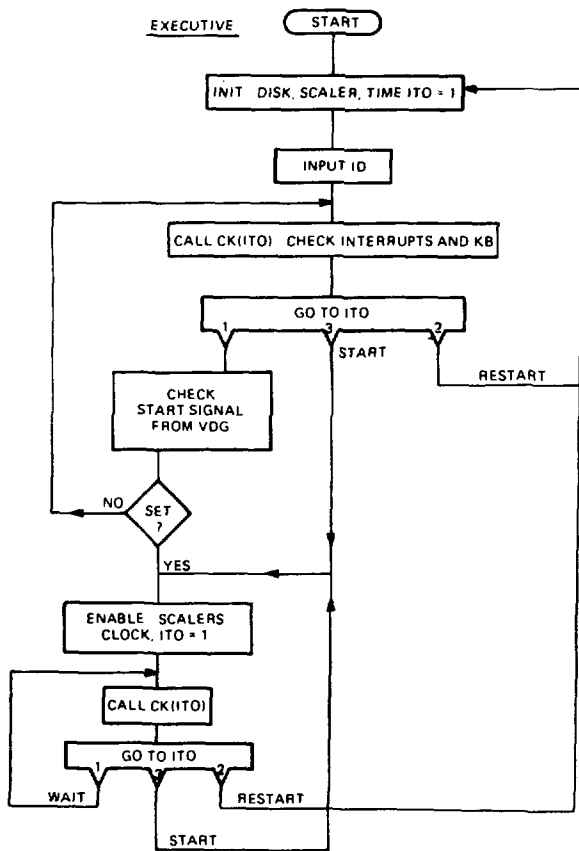 EXECUTIVE
START
INIT DISK, SCALER, TIME ITO = 1
INPUT ID
CALL CK(ITO) CHECK INTERRUPTS AND KB
GO TO ITO
1 3 2
START
RESTART
CHECK
START SIGNAL
FROM VDG
NO
SET
?
YES
ENABLE SCALERS
CLOCK, ITO = 1
CALL CK(ITO)
GO TO ITO
1 3 2
WAIT
RESTART
START